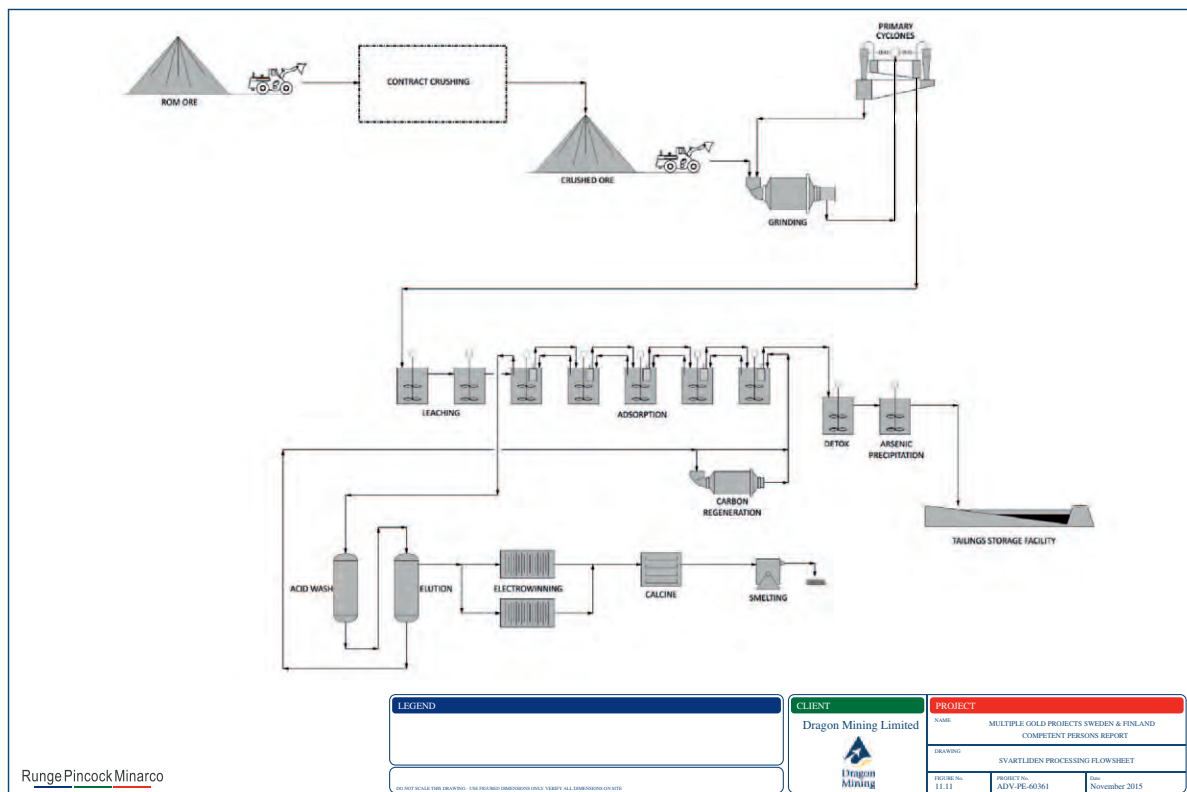 PRIMARY
CYCLONES
CONTRACT CRUSHING
ROM ORE
CRUSHED ORE
GRINDING
LEACHING
ADSORPTION
DETOX
ARSENIC
PRECIPITATION
CARBON
REGENERATION
TAILINGS STORAGE FACILITY
ACID WASH
ELUTION
ELECTROWINNING
CALCINE
SMELTING
LEGEND
DO NOT SCALE THIS DRAWING - USE FIGURED DIMENSIONS ONLY. VERIFY ALL DIMENSIONS ON SITE
CLIENT
Dragon Mining Limited
Dragon
Mining
PROJECT
NAME
MULTIPLE GOLD PROJECTS SWEDEN & FINLAND
COMPETENT PERSONS REPORT
DRAWING
SVARTLIDEN PROCESSING FLOWSHEET
FIGURE No.
11.11
PROJECT No.
ADV-PE-60361
Date
November 2015
RungePincockMinarco